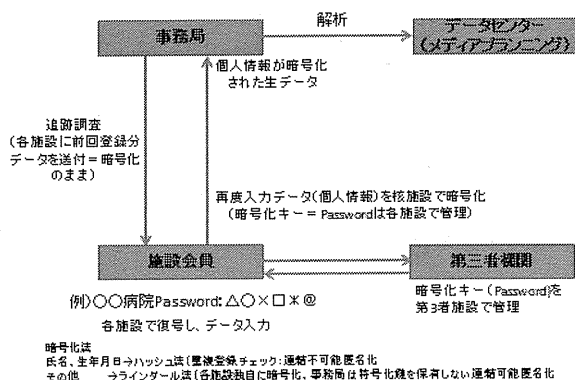 事務局
解析
データセンター
(メディアプランニング)
個人情報が暗号化
された生データ
追跡調査
(各施設に前回登録分
データを送付=暗号化
のまま)
再度入力データ(個人情報)を核施設で暗号化
(暗号化キー=Passwordは各施設で管理)
施設会員
第三者機関
例)〇〇病院Password:△〇×□*@
各施設で復号し、データ入力
暗号化キー(Password)を
第3者施設で管理
暗号化法
氏名、生年月日→ハッシュ法(重複登録チェック:連結不可能匿名化
その他 →ラインダール法(各施設独自に暗号化、事務局は符号化鍵を保有しない連結可能匿名化